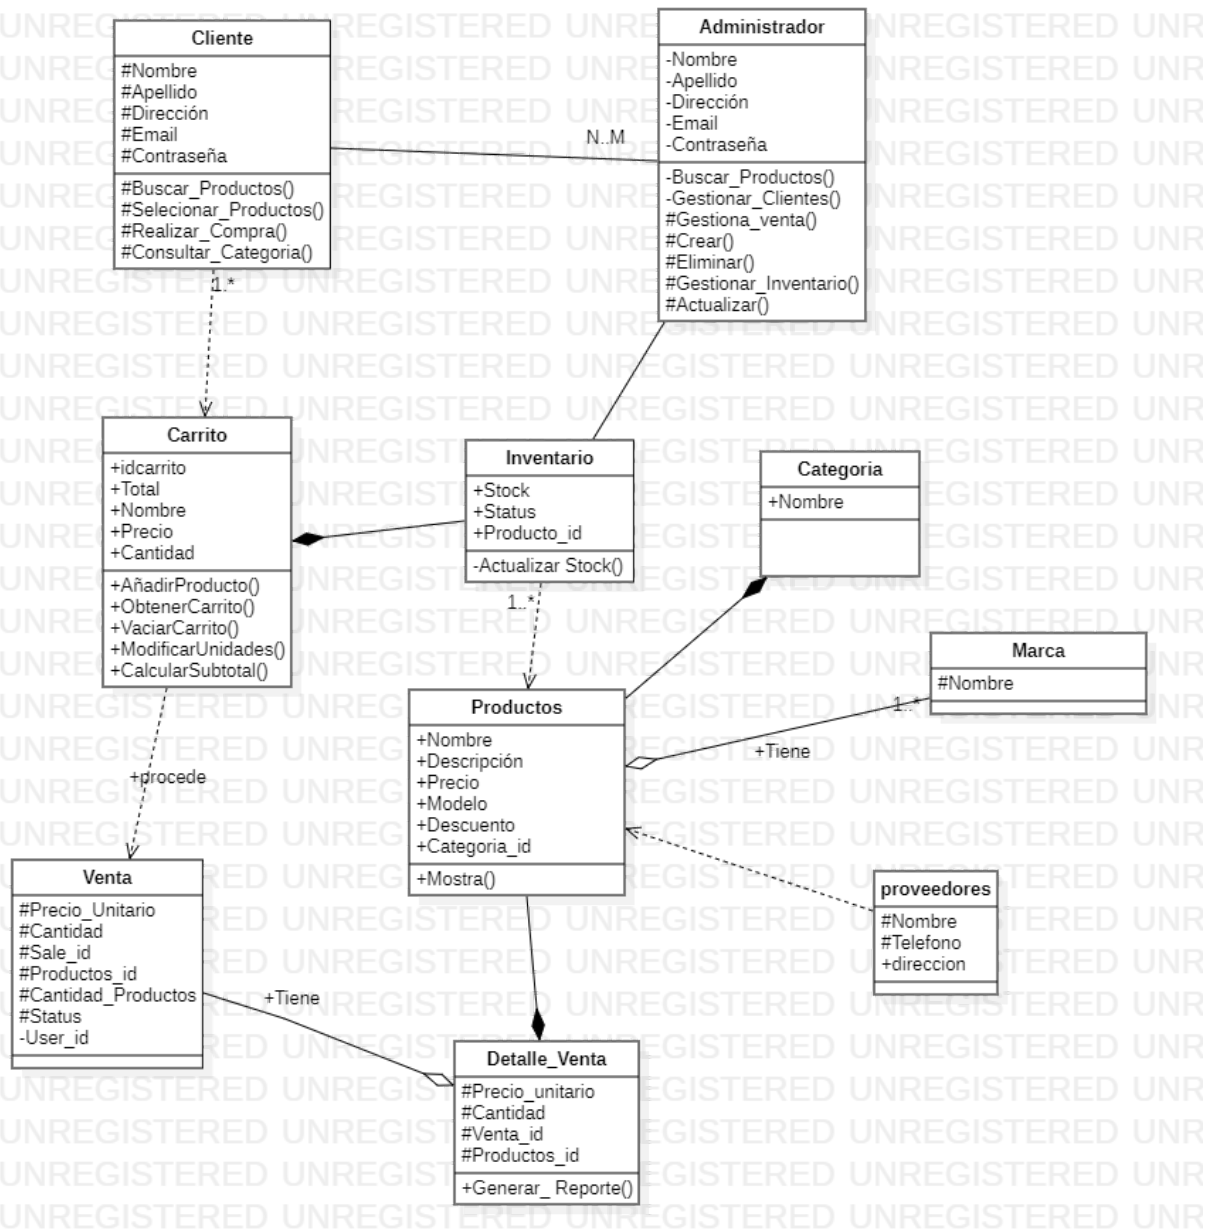 Cliente
#Nombre
#Apellido
#Dirección
#Email
#Contraseña
#Buscar_Productos()
#Selecionar_Productos()
#Realizar_Compra()
#Consultar_Categoria()
1.*
N..M
Administrador
-Nombre
-Apellido
-Dirección
-Email
-Contraseña
-Buscar_Productos()
-Gestionar_Clientes()
#Gestiona_venta()
#Crear()
#Eliminar()
#Gestionar_Inventario()
#Actualizar()
Carrito
+idcarrito
+Total
+Nombre
+Precio
+Cantidad
+AñadirProducto()
+ObtenerCarrito()
+VaciarCarrito()
+ModificarUnidades()
+CalcularSubtotal()
Inventario
+Stock
+Status
+Producto_id
-Actualizar Stock()
1..*
Categoria
+Nombre
Marca
#Nombre
1..*
+Tiene
Productos
+Nombre
+Descripción
+Precio
+Modelo
+Descuento
+Categoria_id
+Mostra()
+procede
proveedores
#Nombre
#Telefono
+direccion
Venta
#Precio_Unitario
#Cantidad
#Sale_id
#Productos_id
#Cantidad_Productos
#Status
-User_id
+Tiene
Detalle_Venta
#Precio_unitario
#Cantidad
#Venta_id
#Productos_id
+Generar_ Reporte()
UNREGISTERED